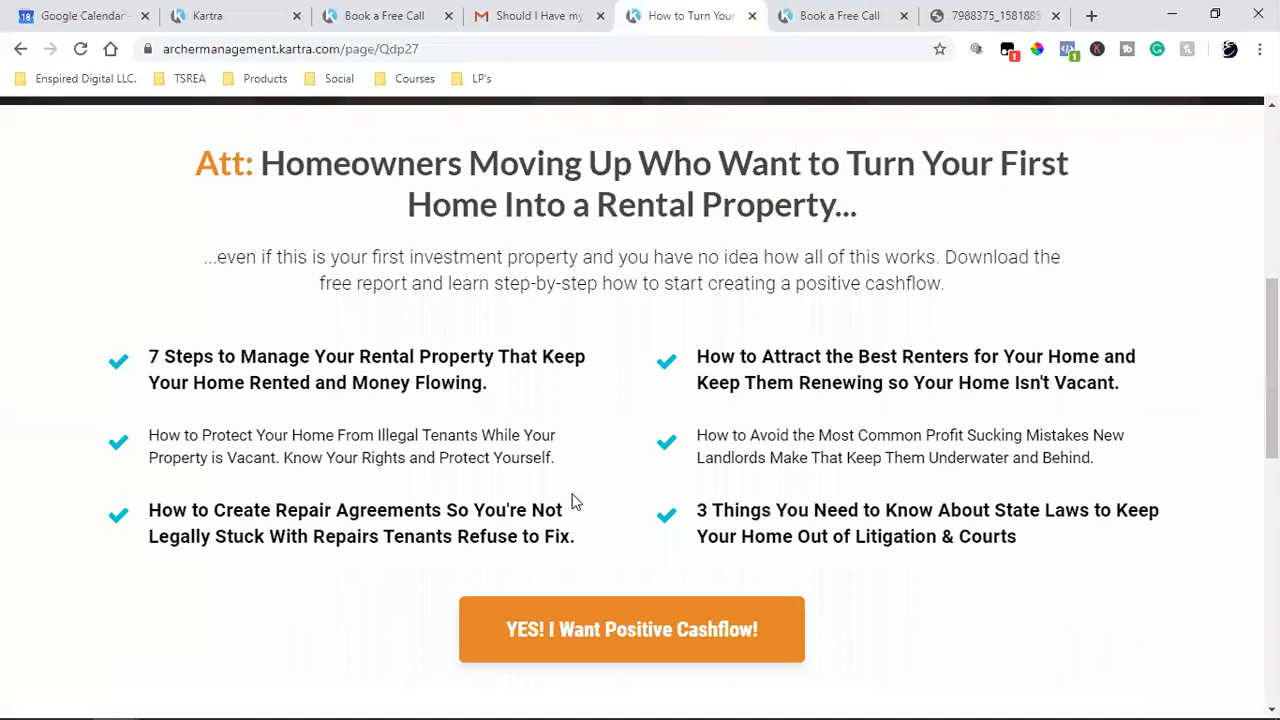 Google Calendar -
Kartra
Book a Free Call
Should I Have my
How to Turn Your
Book a Free Call
7988375_1581885
archermanagement.kartra.com/page/Qdp27
Enspired Digital LLC.
TSREA
Products
Social
Courses
LP's
Att: Homeowners Moving Up Who Want to Turn Your First
Home Into a Rental Property...
...even if this is your first investment property and you have no idea how all of this works. Download the
free report and learn step-by-step how to start creating a positive cashflow.
7 Steps to Manage Your Rental Property That Keep
Your Home Rented and Money Flowing.
How to Attract the Best Renters for Your Home and
Keep Them Renewing so Your Home Isn't Vacant.
How to Protect Your Home From Illegal Tenants While Your
Property is Vacant. Know Your Rights and Protect Yourself.
How to Avoid the Most Common Profit Sucking Mistakes New
Landlords Make That Keep Them Underwater and Behind.
How to Create Repair Agreements So You're Not
Legally Stuck With Repairs Tenants Refuse to Fix.
3 Things You Need to Know About State Laws to Keep
Your Home Out of Litigation & Courts
YES! I Want Positive Cashflow!